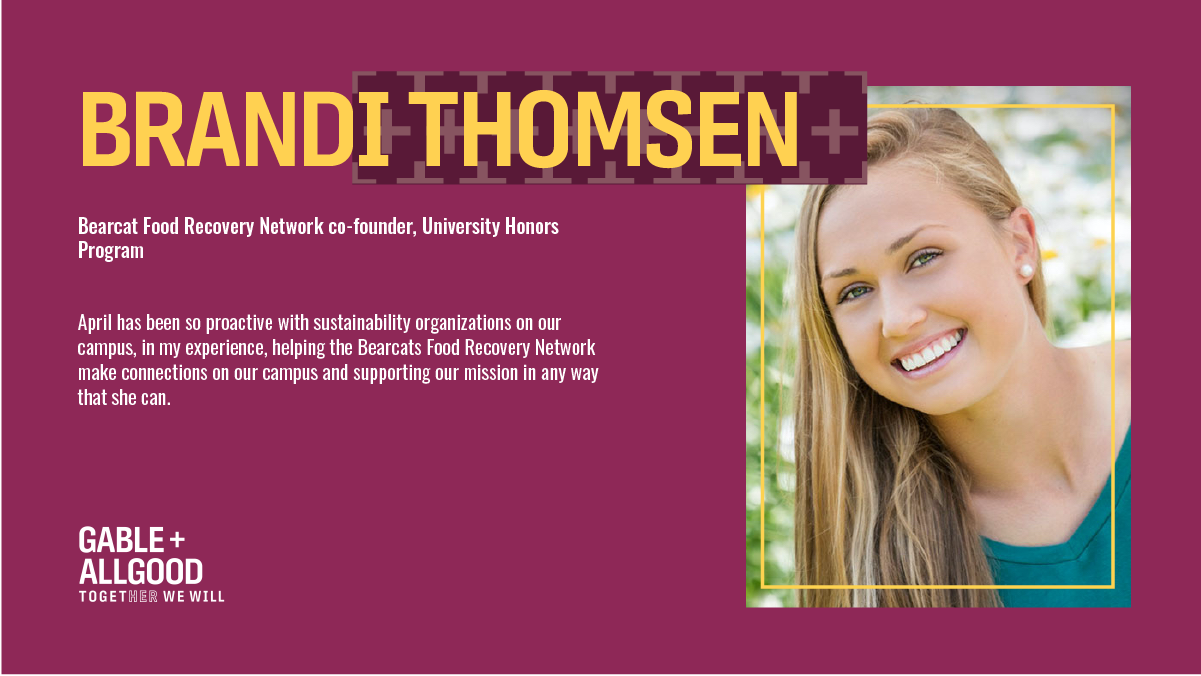 BRANDI THOMSEN
Bearcat Food Recovery Network co-founder, University Honors
Program
April has been so proactive with sustainability organizations on our
campus, in my experience, helping the Bearcats Food Recovery Network
make connections on our campus and supporting our mission in any way
that she can.
GABLE +
ALLGOOD
TOGETHER WE WILL